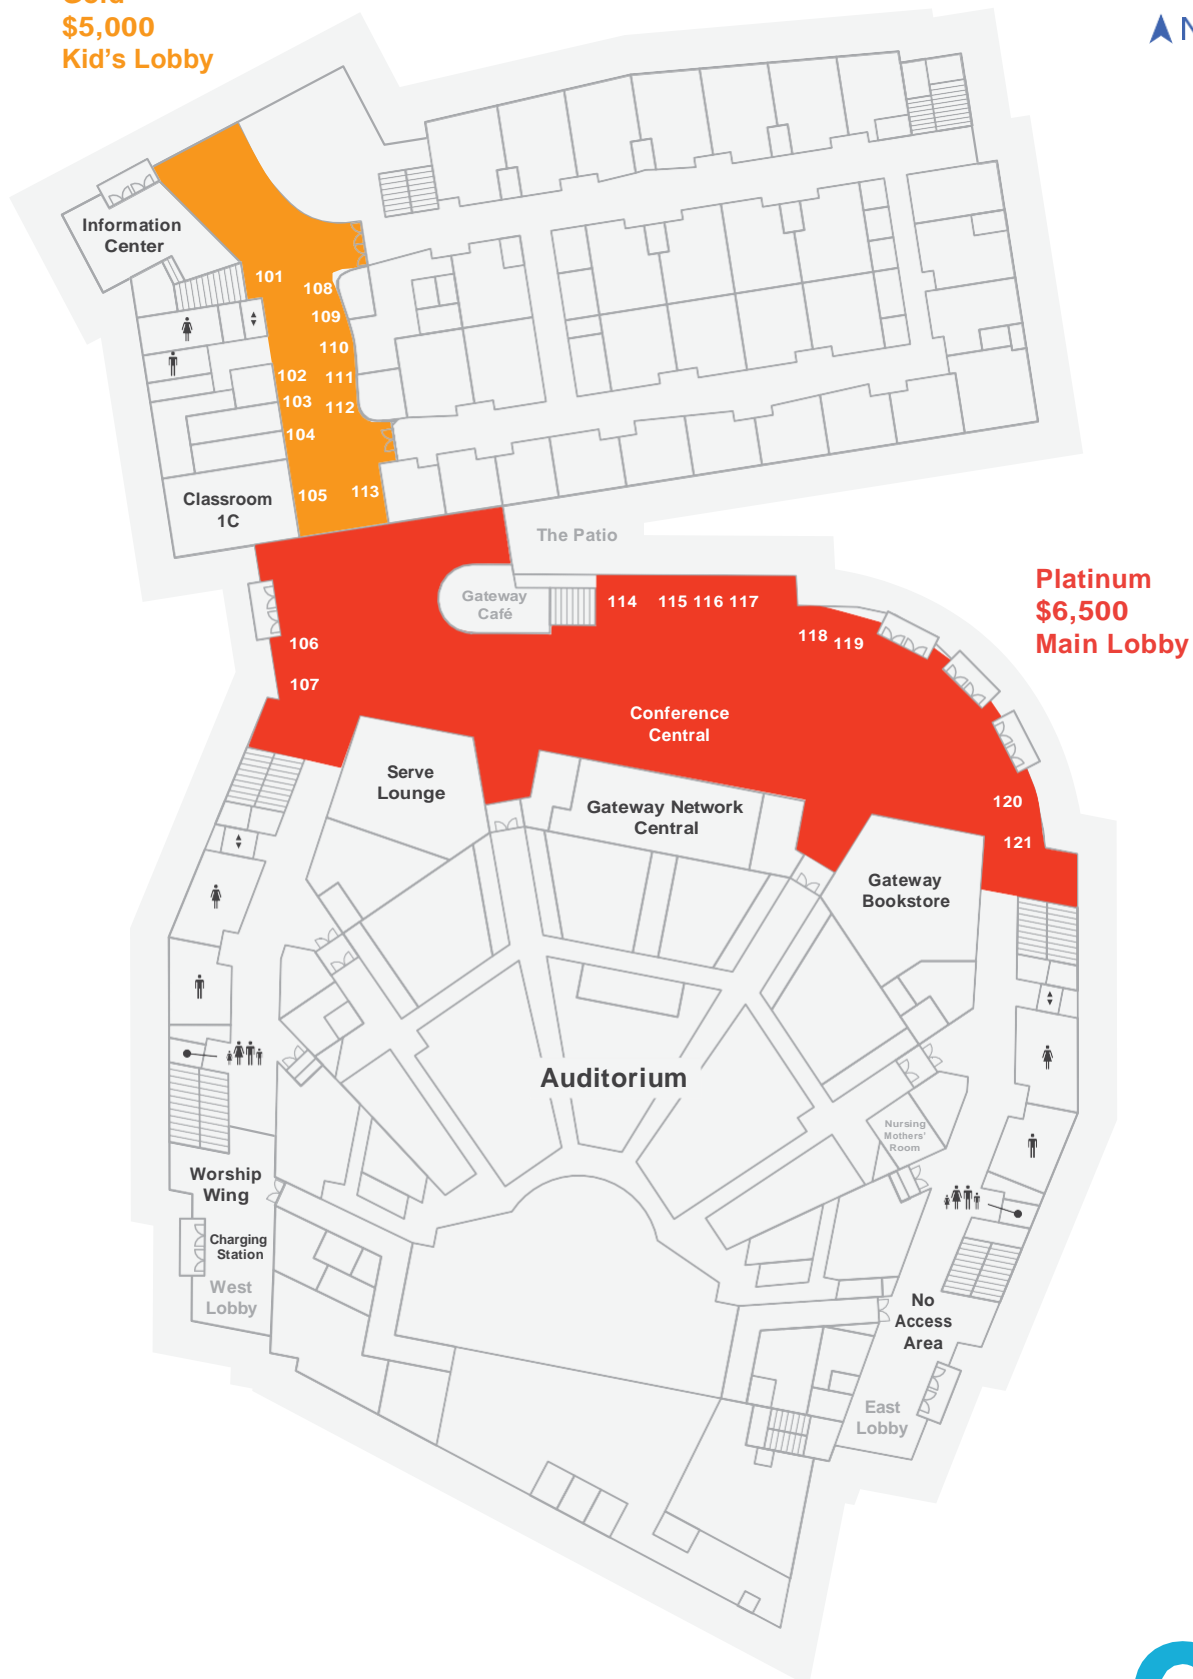 Gold
$5,000
Kid's Lobby
N
Information
Center
101
108
109
110
102
111
103
112
104
105
113
Classroom
1C
The Patio
Gateway
Café
114
115
116
117
118
119
106
107
Platinum
$6,500
Main Lobby
Conference
Central
Serve
Lounge
Gateway Network
Central
120
121
Gateway
Bookstore
Auditorium
Nursing
Mothers'
Room
Worship
Wing
Charging
Station
West
Lobby
No
Access
Area
East
Lobby